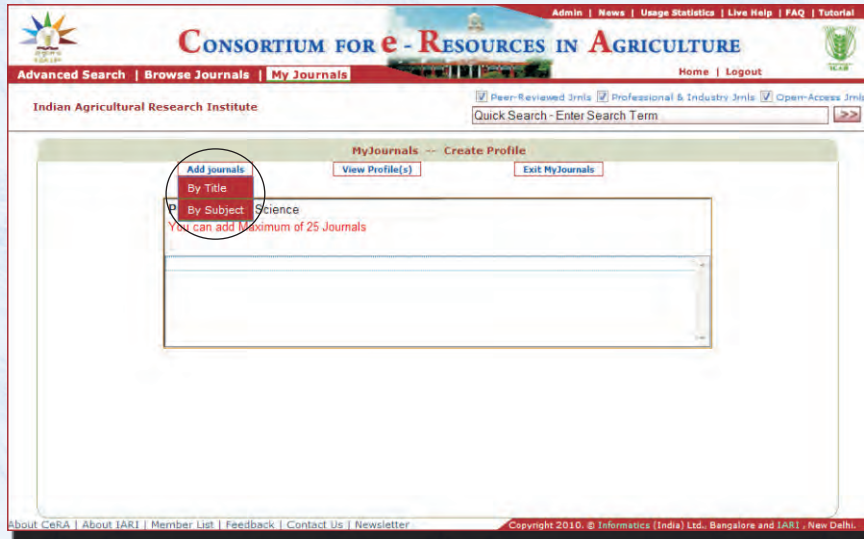 Admin | News | Usage Statistics | Live Help | FAQ | Tutorial
CONSORTIUM FOR e - RESOURCES IN AGRICULTURE
Advanced Search | Browse Journals | My Journals
Home | Logout
Indian Agricultural Research Institute
Peer-Reviewed Jrnls Professional & Industry Jrnls Open-Access Jrnls
Quick Search - Enter Search Term >>
MyJournals -- Create Profile
Add journals View Profile(s) Exit MyJournals
By Title
By Subject
Science
You can add Maximum of 25 Journals
About CeRA | About IARI | Member List | Feedback | Contact Us | Newsletter
Copyright 2010. © Informatics (India) Ltd., Bangalore and IARI , New Delhi.